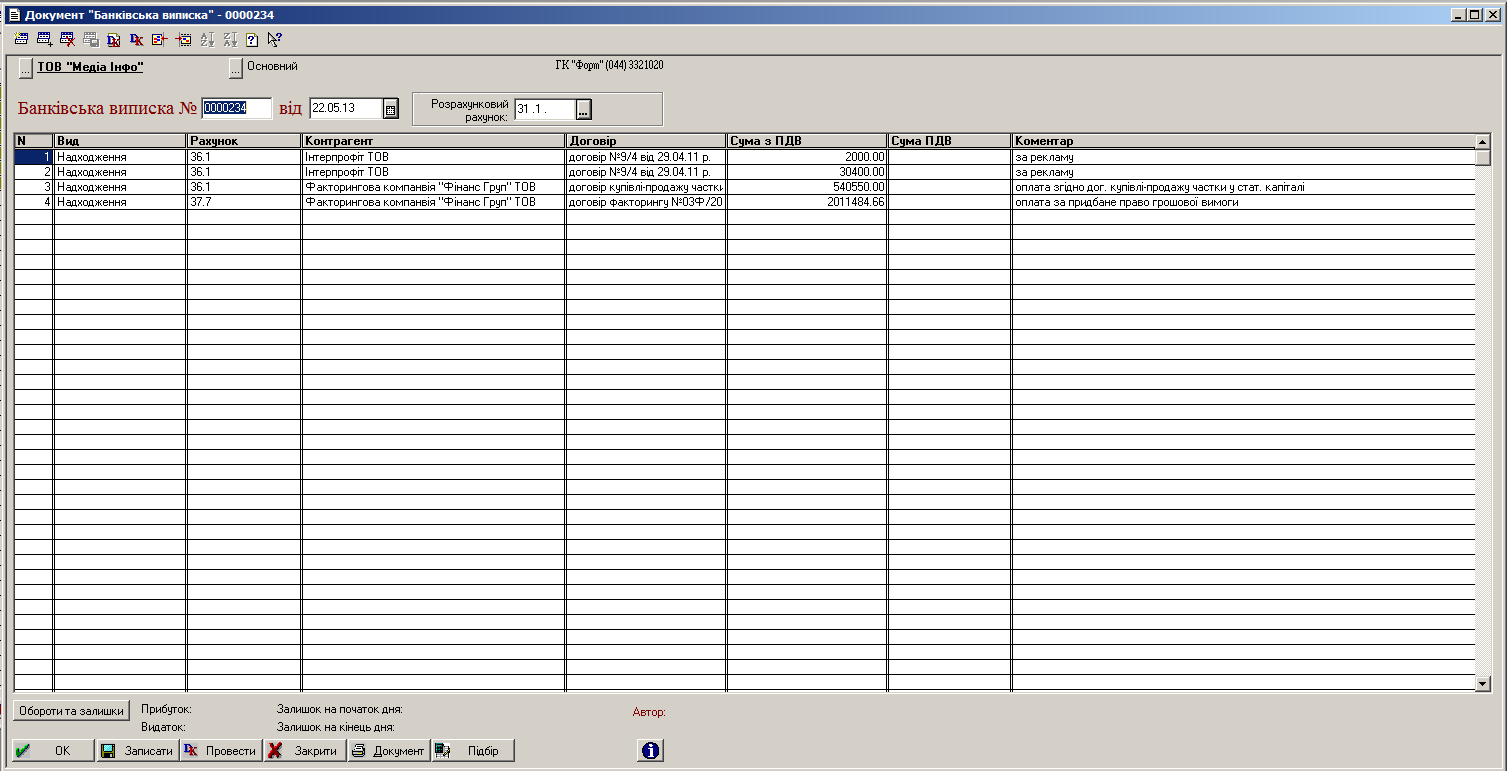 Документ "Банківська виписка" - 0000234
... ТОВ "Медіа Інфо" ... Основний ГК "Форт" (044) 3321020
Банківська виписка № 0000234 від 22.05.13 Розрахунковий рахунок: 31 .1 . ...
N Вид Рахунок Контрагент Договір Сума з ПДВ Сума ПДВ Коментар
1 Надходження 36.1 Інтерпрофіт ТОВ договір №9/4 від 29.04.11 р. 2000.00 за рекламу
2 Надходження 36.1 Інтерпрофіт ТОВ договір №9/4 від 29.04.11 р. 30400.00 за рекламу
3 Надходження 36.1 Факторингова компанвія "Фінанс Груп" ТОВ договір купівлі-продажу частки 540550.00 оплата згідно дог. купівлі-продажу частки у стат. капіталі
4 Надходження 37.7 Факторингова компанвія "Фінанс Груп" ТОВ договір факторингу №03Ф/20 2011484.66 оплата за придбане право грошової вимоги
Обороти та залишки Прибуток: Залишок на початок дня: Автор:
Видаток: Залишок на кінець дня:
OK Записати Провести Закрити Документ Підбір